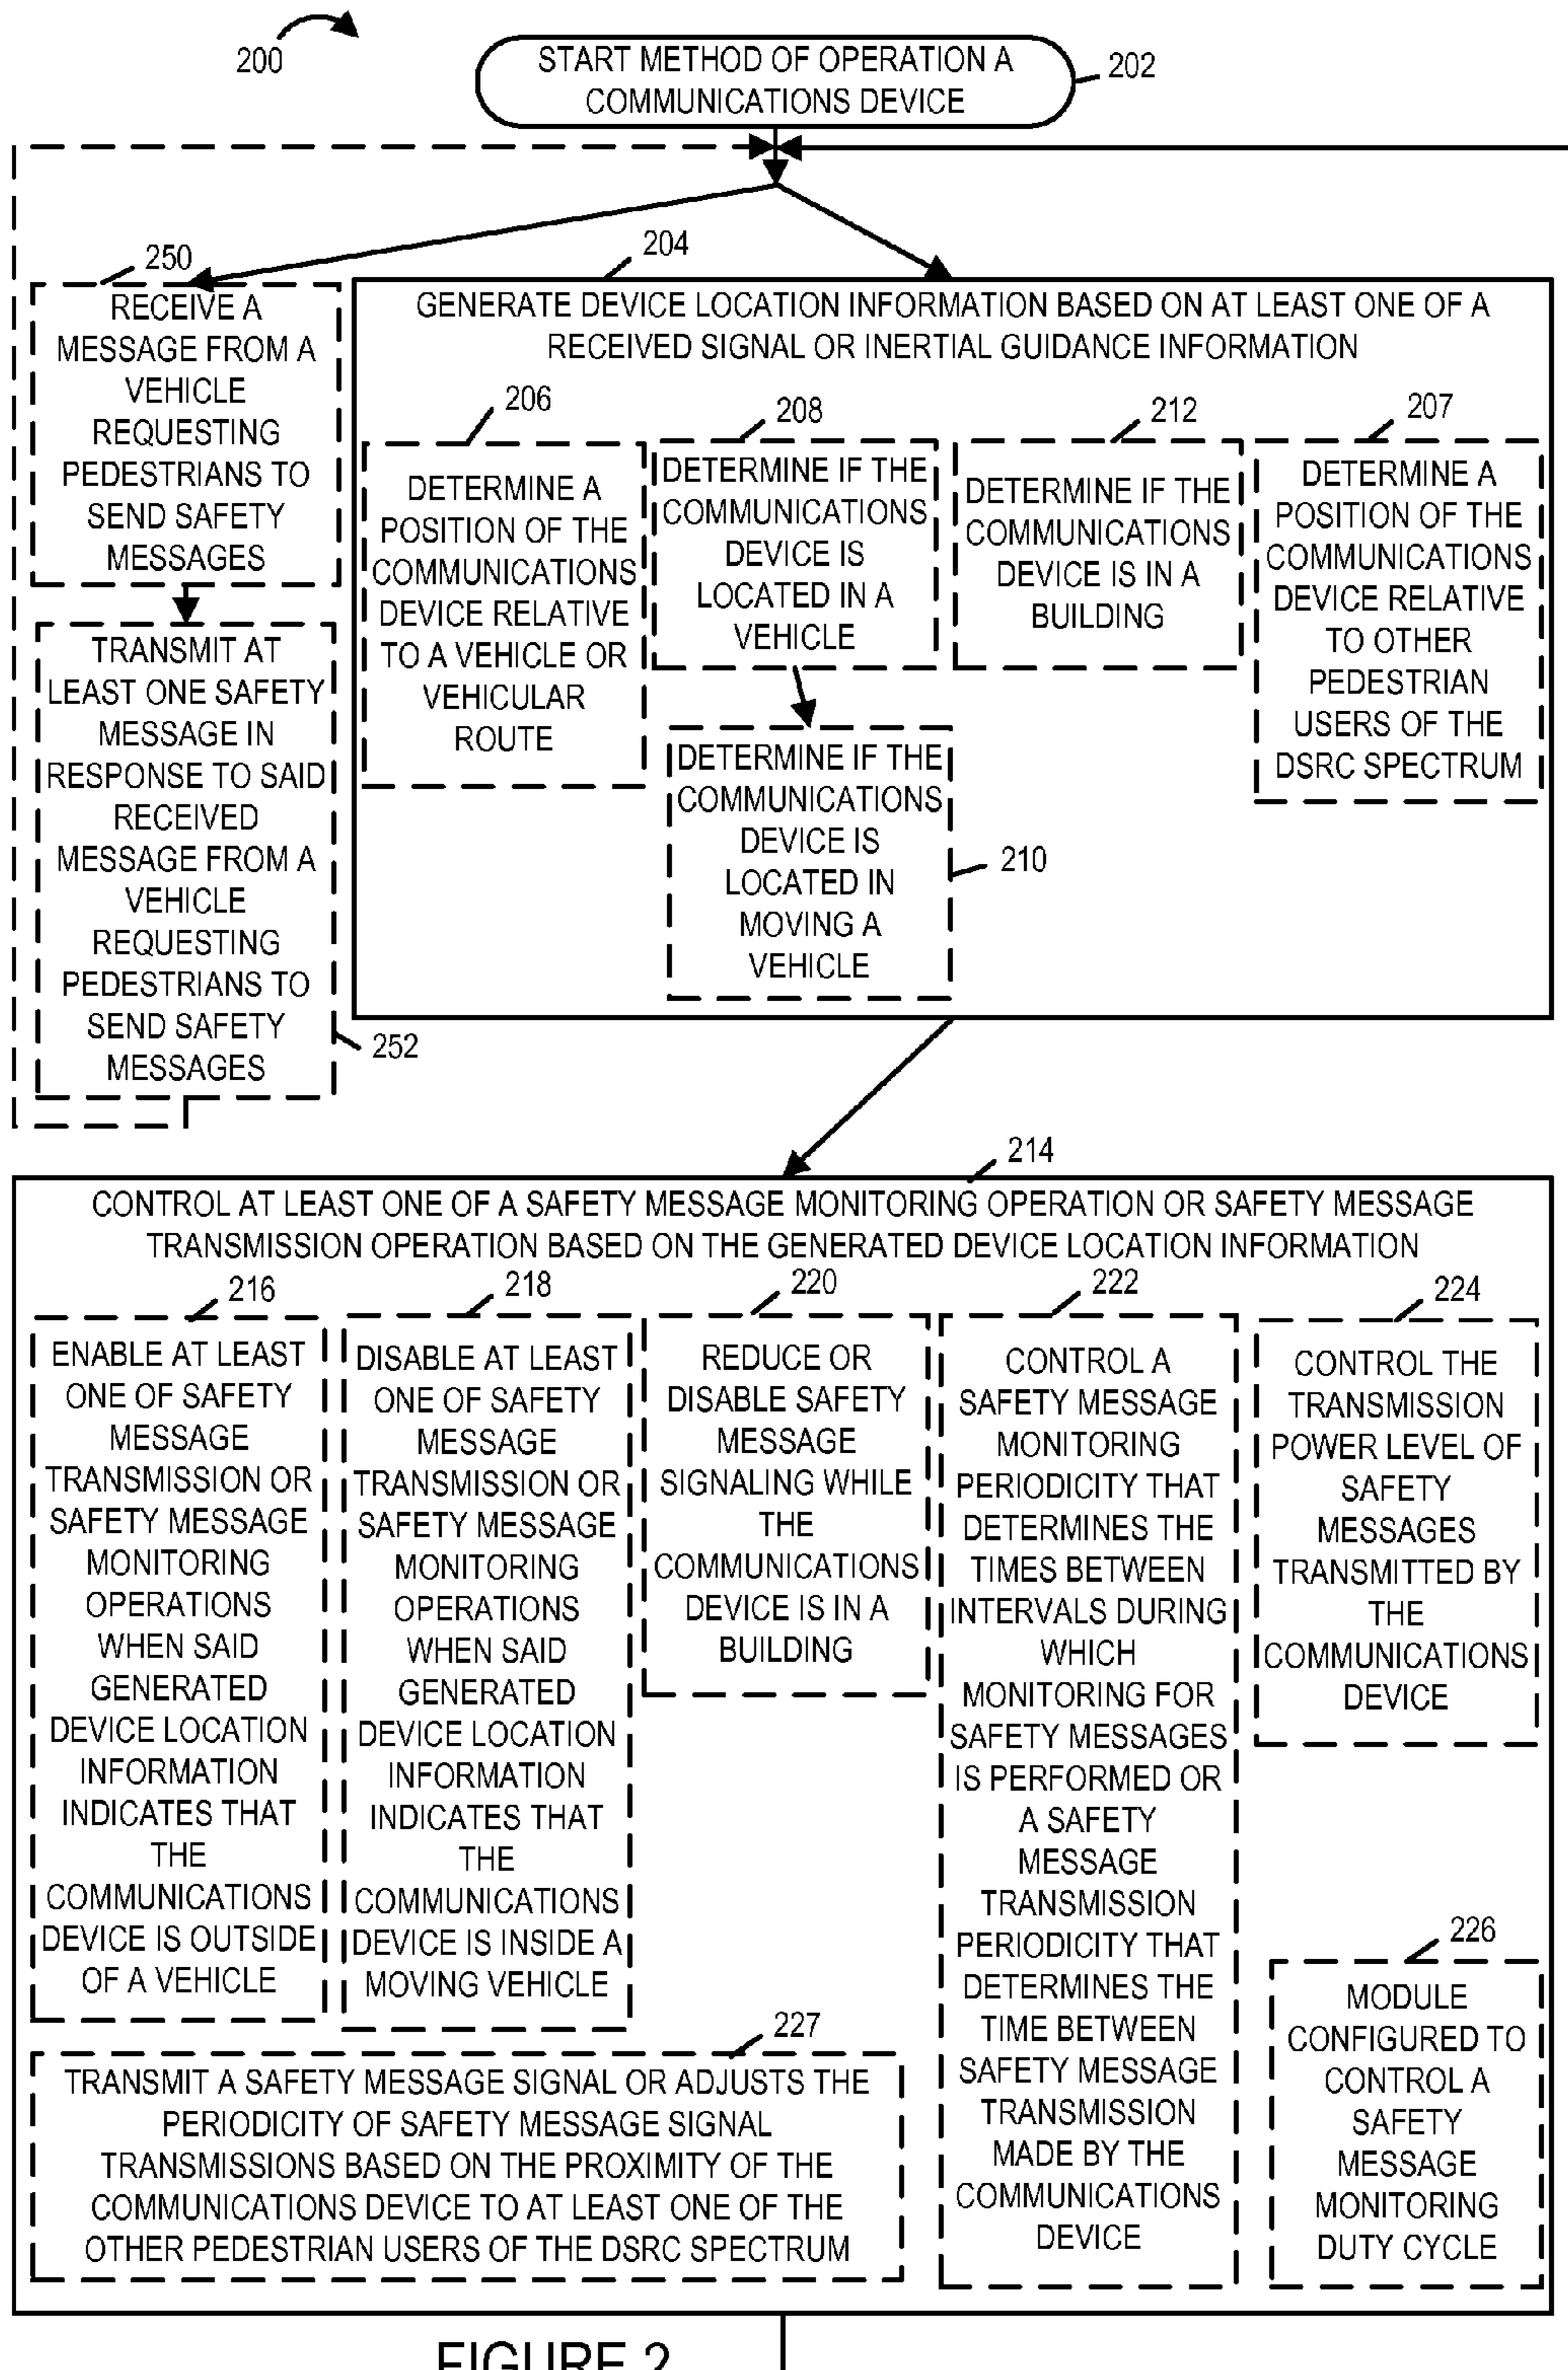 200
START METHOD OF OPERATION A
COMMUNICATIONS DEVICE
202
250
RECEIVE A
MESSAGE FROM A
VEHICLE
REQUESTING
PEDESTRIANS TO
SEND SAFETY
MESSAGES
TRANSMIT AT
LEAST ONE SAFETY
MESSAGE IN
RESPONSE TO SAID
RECEIVED
MESSAGE FROM A
VEHICLE
REQUESTING
PEDESTRIANS TO
SEND SAFETY
MESSAGES
252
204
GENERATE DEVICE LOCATION INFORMATION BASED ON AT LEAST ONE OF A
RECEIVED SIGNAL OR INERTIAL GUIDANCE INFORMATION
206
DETERMINE A
POSITION OF THE
COMMUNICATIONS
DEVICE RELATIVE
TO A VEHICLE OR
VEHICULAR
ROUTE
208
DETERMINE IF THE
COMMUNICATIONS
DEVICE IS
LOCATED IN A
VEHICLE
DETERMINE IF THE
COMMUNICATIONS
DEVICE IS
LOCATED IN
MOVING A
VEHICLE
210
212
DETERMINE IF THE
COMMUNICATIONS
DEVICE IS IN A
BUILDING
207
DETERMINE A
POSITION OF THE
COMMUNICATIONS
DEVICE RELATIVE
TO OTHER
PEDESTRIAN
USERS OF THE
DSRC SPECTRUM
214
CONTROL AT LEAST ONE OF A SAFETY MESSAGE MONITORING OPERATION OR SAFETY MESSAGE
TRANSMISSION OPERATION BASED ON THE GENERATED DEVICE LOCATION INFORMATION
216
ENABLE AT LEAST
ONE OF SAFETY
MESSAGE
TRANSMISSION OR
SAFETY MESSAGE
MONITORING
OPERATIONS
WHEN SAID
GENERATED
DEVICE LOCATION
INFORMATION
INDICATES THAT
THE
COMMUNICATIONS
DEVICE IS OUTSIDE
OF A VEHICLE
218
DISABLE AT LEAST
ONE OF SAFETY
MESSAGE
TRANSMISSION OR
SAFETY MESSAGE
MONITORING
OPERATIONS
WHEN SAID
GENERATED
DEVICE LOCATION
INFORMATION
INDICATES THAT
THE
COMMUNICATIONS
DEVICE IS INSIDE A
MOVING VEHICLE
220
REDUCE OR
DISABLE SAFETY
MESSAGE
SIGNALING WHILE
THE
COMMUNICATIONS
DEVICE IS IN A
BUILDING
222
CONTROL A
SAFETY MESSAGE
MONITORING
PERIODICITY THAT
DETERMINES THE
TIMES BETWEEN
INTERVALS DURING
WHICH
MONITORING FOR
SAFETY MESSAGES
IS PERFORMED OR
A SAFETY
MESSAGE
TRANSMISSION
PERIODICITY THAT
DETERMINES THE
TIME BETWEEN
SAFETY MESSAGE
TRANSMISSION
MADE BY THE
COMMUNICATIONS
DEVICE
224
CONTROL THE
TRANSMISSION
POWER LEVEL OF
SAFETY
MESSAGES
TRANSMITTED BY
THE
COMMUNICATIONS
DEVICE
226
MODULE
CONFIGURED TO
CONTROL A
SAFETY
MESSAGE
MONITORING
DUTY CYCLE
227
TRANSMIT A SAFETY MESSAGE SIGNAL OR ADJUSTS THE
PERIODICITY OF SAFETY MESSAGE SIGNAL
TRANSMISSIONS BASED ON THE PROXIMITY OF THE
COMMUNICATIONS DEVICE TO AT LEAST ONE OF THE
OTHER PEDESTRIAN USERS OF THE DSRC SPECTRUM
FIGURE 2